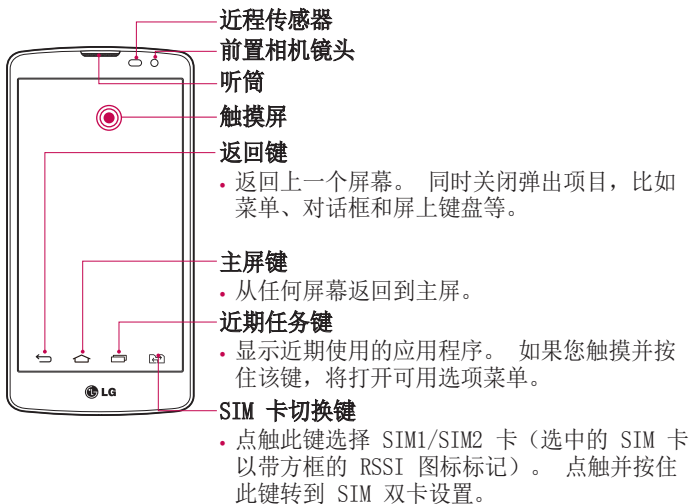 近程传感器
前置相机镜头
听筒
触摸屏
返回键
• 返回上一个屏幕。 同时关闭弹出项目，比如
菜单、对话框和屏上键盘等。
主屏键
• 从任何屏幕返回到主屏。
近期任务键
• 显示近期使用的应用程序。 如果您触摸并按
住该键，将打开可用选项菜单。
SIM 卡切换键
• 点触此键选择 SIM1/SIM2 卡（选中的 SIM 卡
以带方框的 RSSI 图标标记）。 点触并按住
此键转到 SIM 双卡设置。
LG